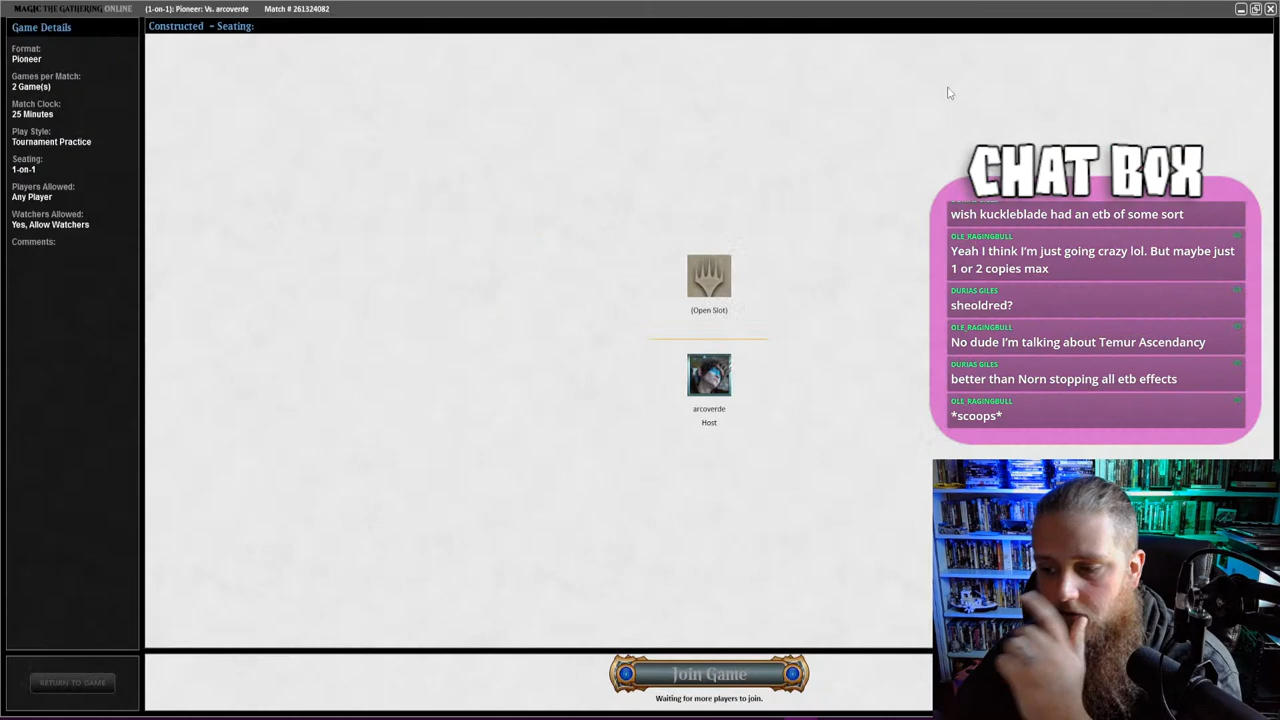 MAGIC THE GATHERING ONLINE (1-on-1): Pioneer: Vs. arcoverde Match # 261324082
Game Details
Constructed - Seating:
Format:
Pioneer
Games per Match:
2 Game(s)
Match Clock:
25 Minutes
Play Style:
Tournament Practice
Seating:
1-on-1
Players Allowed:
Any Player
Watchers Allowed:
Yes, Allow Watchers
Comments:
RETURN TO GAME
(Open Slot)
arcoverde
Host
Join Game
Waiting for more players to join.
CHAT BOX
wish kuckleblade had an etb of some sort
OLE_RAGINGBULL
Yeah I think I'm just going crazy lol. But maybe just
1 or 2 copies max
DURIAS GILES
sheoldred?
OLE_RAGINGBULL
No dude I'm talking about Temur Ascendancy
DURIAS GILES
better than Norn stopping all etb effects
OLE_RAGINGBULL
*scoops*